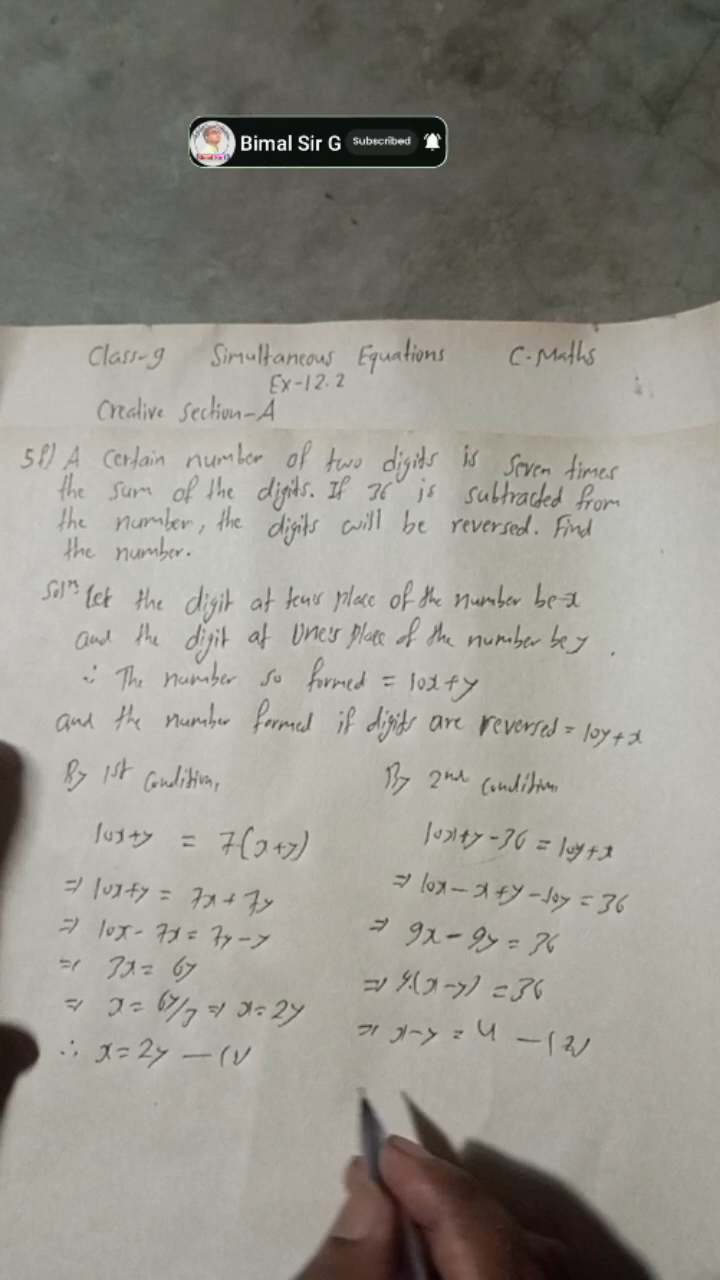 Bimal Sir G Subscribed
Class-9 Simultaneous Equations C-Maths
Ex-12.2
Creative Section-A
5f) A certain number of two digits is seven times
the sum of the digits. If 36 is subtracted from
the number, the digits will be reversed. Find
the number.
Solⁿ Let the digit at ten's place of the number be x
and the digit at one's place of the number be y.
∴ The number so formed = 10x+y
and the number formed if digits are reversed = 10y+x
By 1st Condition,
10x+y = 7(x+y)
⇒ 10x+y = 7x+7y
⇒ 10x-7x = 7y-y
⇒ 3x = 6y
⇒ x = 6y/3 ⇒ x=2y
∴ x=2y —(1)
By 2nd Condition
10x+y-36 = 10y+x
⇒ 10x-x+y-10y = 36
⇒ 9x-9y = 36
⇒ 9(x-y) = 36
⇒ x-y = 4 —(2)